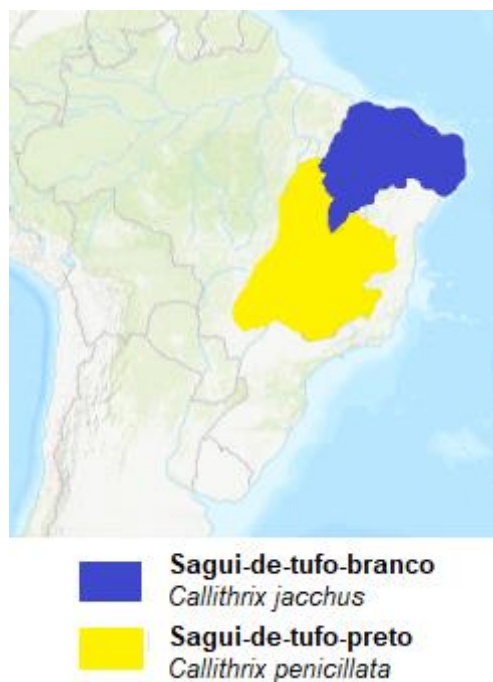 Sagui-de-tufo-branco
Callithrix jacchus
Sagui-de-tufo-preto
Callithrix penicillata